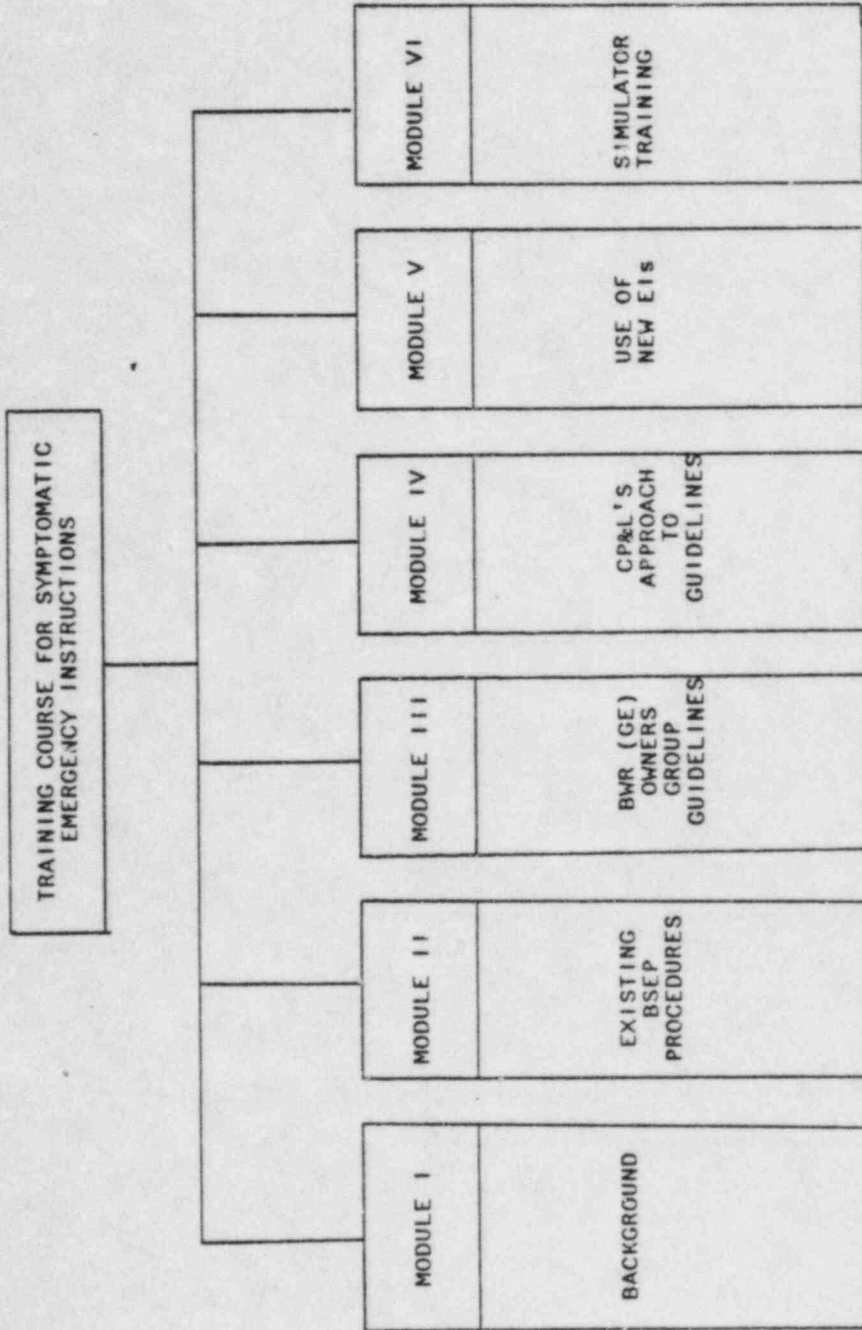 TRAINING COURSE FOR SYMPTOMATIC
EMERGENCY INSTRUCTIONS
MODULE I
BACKGROUND
MODULE II
EXISTING
BSEP
PROCEDURES
MODULE III
BWR (GE)
OWNERS
GROUP
GUIDELINES
MODULE IV
CP&L'S
APPROACH
TO
GUIDELINES
MODULE V
USE OF
NEW EIs
MODULE VI
SIMULATOR
TRAINING